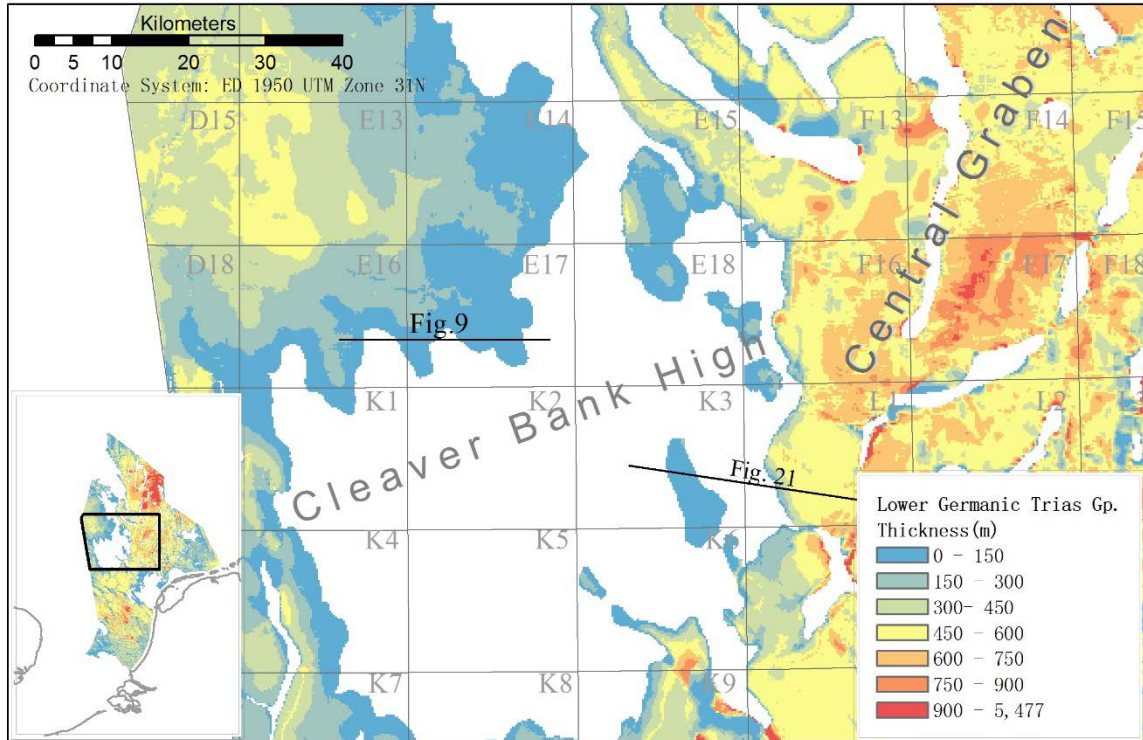 Kilometers
0 5 10 20 30 40
Coordinate System: ED 1950 UTM Zone 31N
D15 E13 E14 E15 F13 F14 F15
D18 E16 E17 E18 F16 F17 F18
Central Graben
Fig.9
Cleaver Bank High
K1 K2 K3 L1 L2 L3
Fig. 21
K4 K5 K6
K7 K8 K9
Lower Germanic Trias Gp.
Thickness(m)
0 - 150
150 - 300
300- 450
450 - 600
600 - 750
750 - 900
900 - 5,477